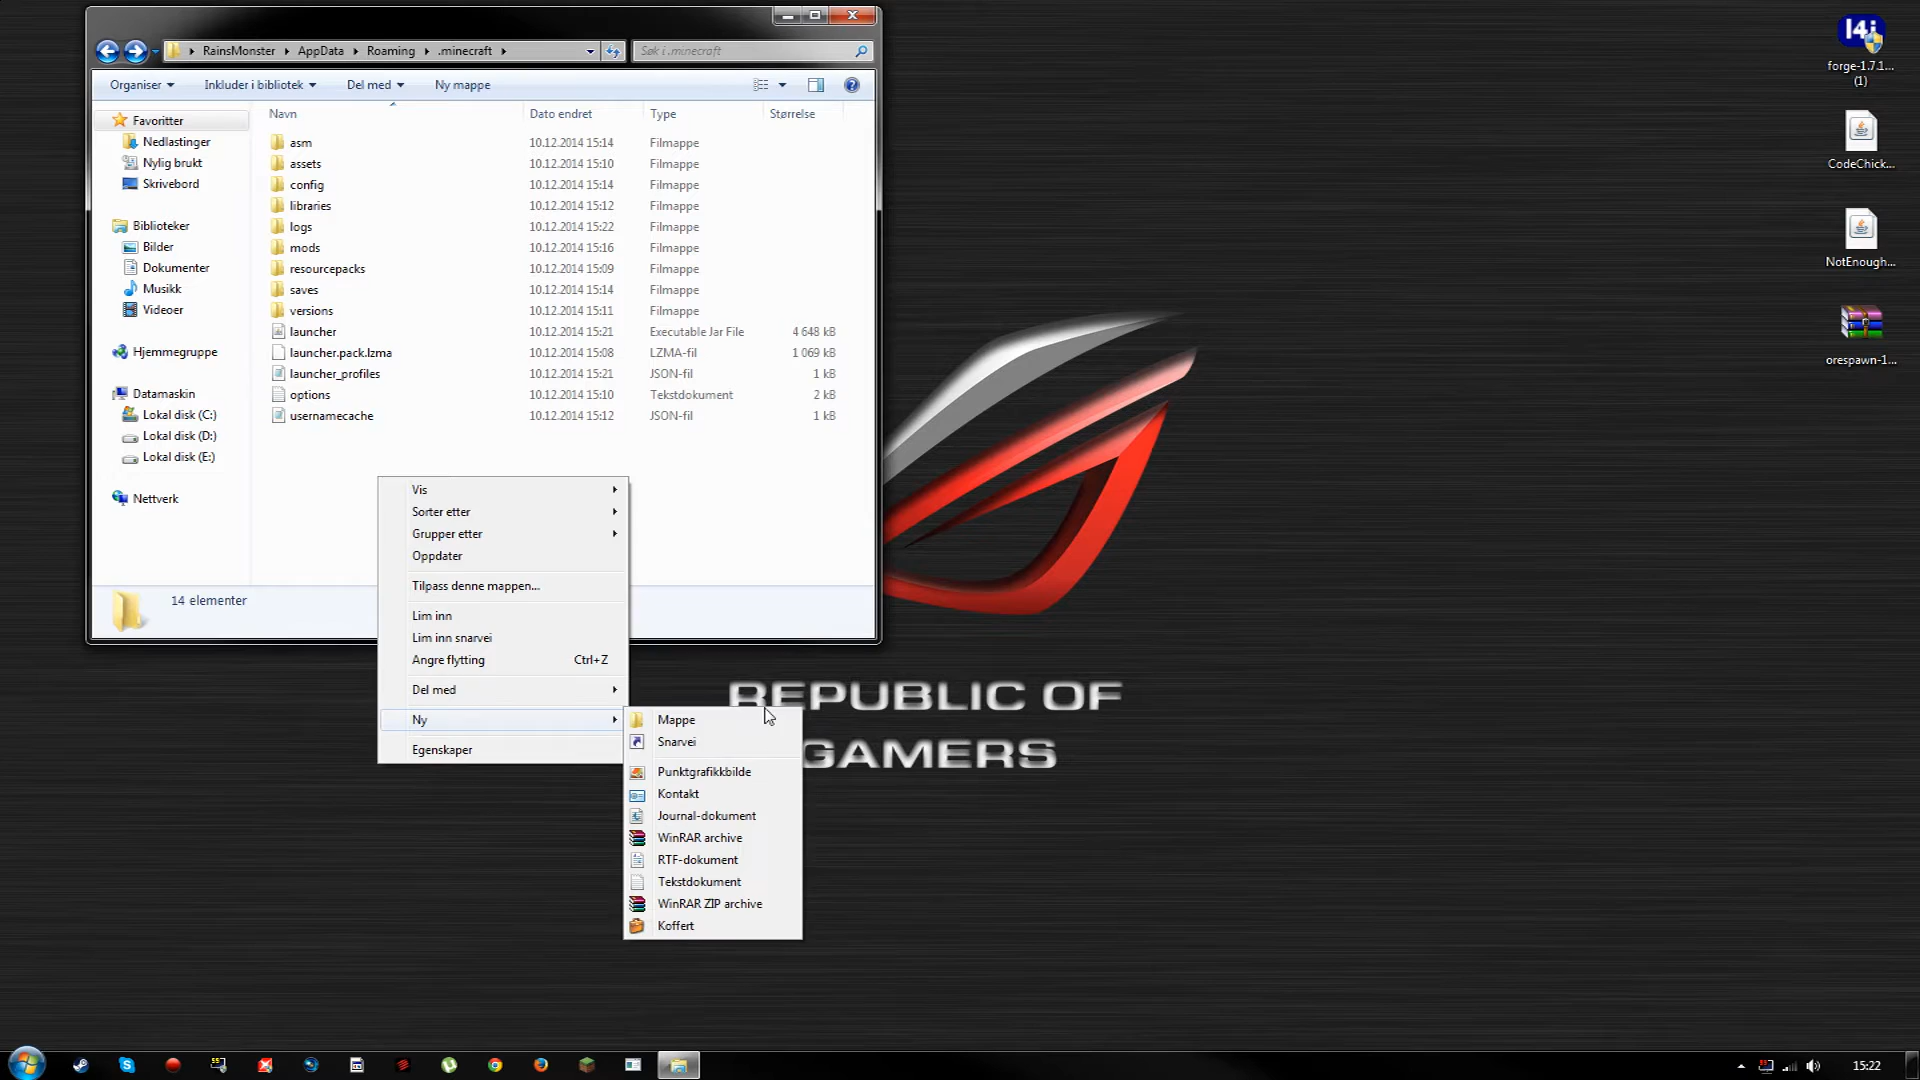 RainsMonster AppData Roaming .minecraft
Søk i .minecraft
Organiser Inkluder i bibliotek Del med Ny mappe
Navn Dato endret Type Størrelse
Favoritter
Nedlastinger
Nylig brukt
Skrivebord
Biblioteker
Bilder
Dokumenter
Musikk
Videoer
Hjemmegruppe
Datamaskin
Lokal disk (C:)
Lokal disk (D:)
Lokal disk (E:)
Nettverk
asm 10.12.2014 15:14 Filmappe
assets 10.12.2014 15:10 Filmappe
config 10.12.2014 15:14 Filmappe
libraries 10.12.2014 15:12 Filmappe
logs 10.12.2014 15:22 Filmappe
mods 10.12.2014 15:16 Filmappe
resourcepacks 10.12.2014 15:09 Filmappe
saves 10.12.2014 15:14 Filmappe
versions 10.12.2014 15:11 Filmappe
launcher 10.12.2014 15:21 Executable Jar File 4 648 kB
launcher.pack.lzma 10.12.2014 15:08 LZMA-fil 1 069 kB
launcher_profiles 10.12.2014 15:21 JSON-fil 1 kB
options 10.12.2014 15:10 Tekstdokument 2 kB
usernamecache 10.12.2014 15:12 JSON-fil 1 kB
14 elementer
Vis
Sorter etter
Grupper etter
Oppdater
Tilpass denne mappen...
Lim inn
Lim inn snarvei
Angre flytting Ctrl+Z
Del med
Ny
Egenskaper
Mappe
Snarvei
Punktgrafikkbilde
Kontakt
Journal-dokument
WinRAR archive
RTF-dokument
Tekstdokument
WinRAR ZIP archive
Koffert
REPUBLIC OF
GAMERS
14i
forge-1.7.1...
(1)
CodeChick...
NotEnough...
orespawn-1...
15:22